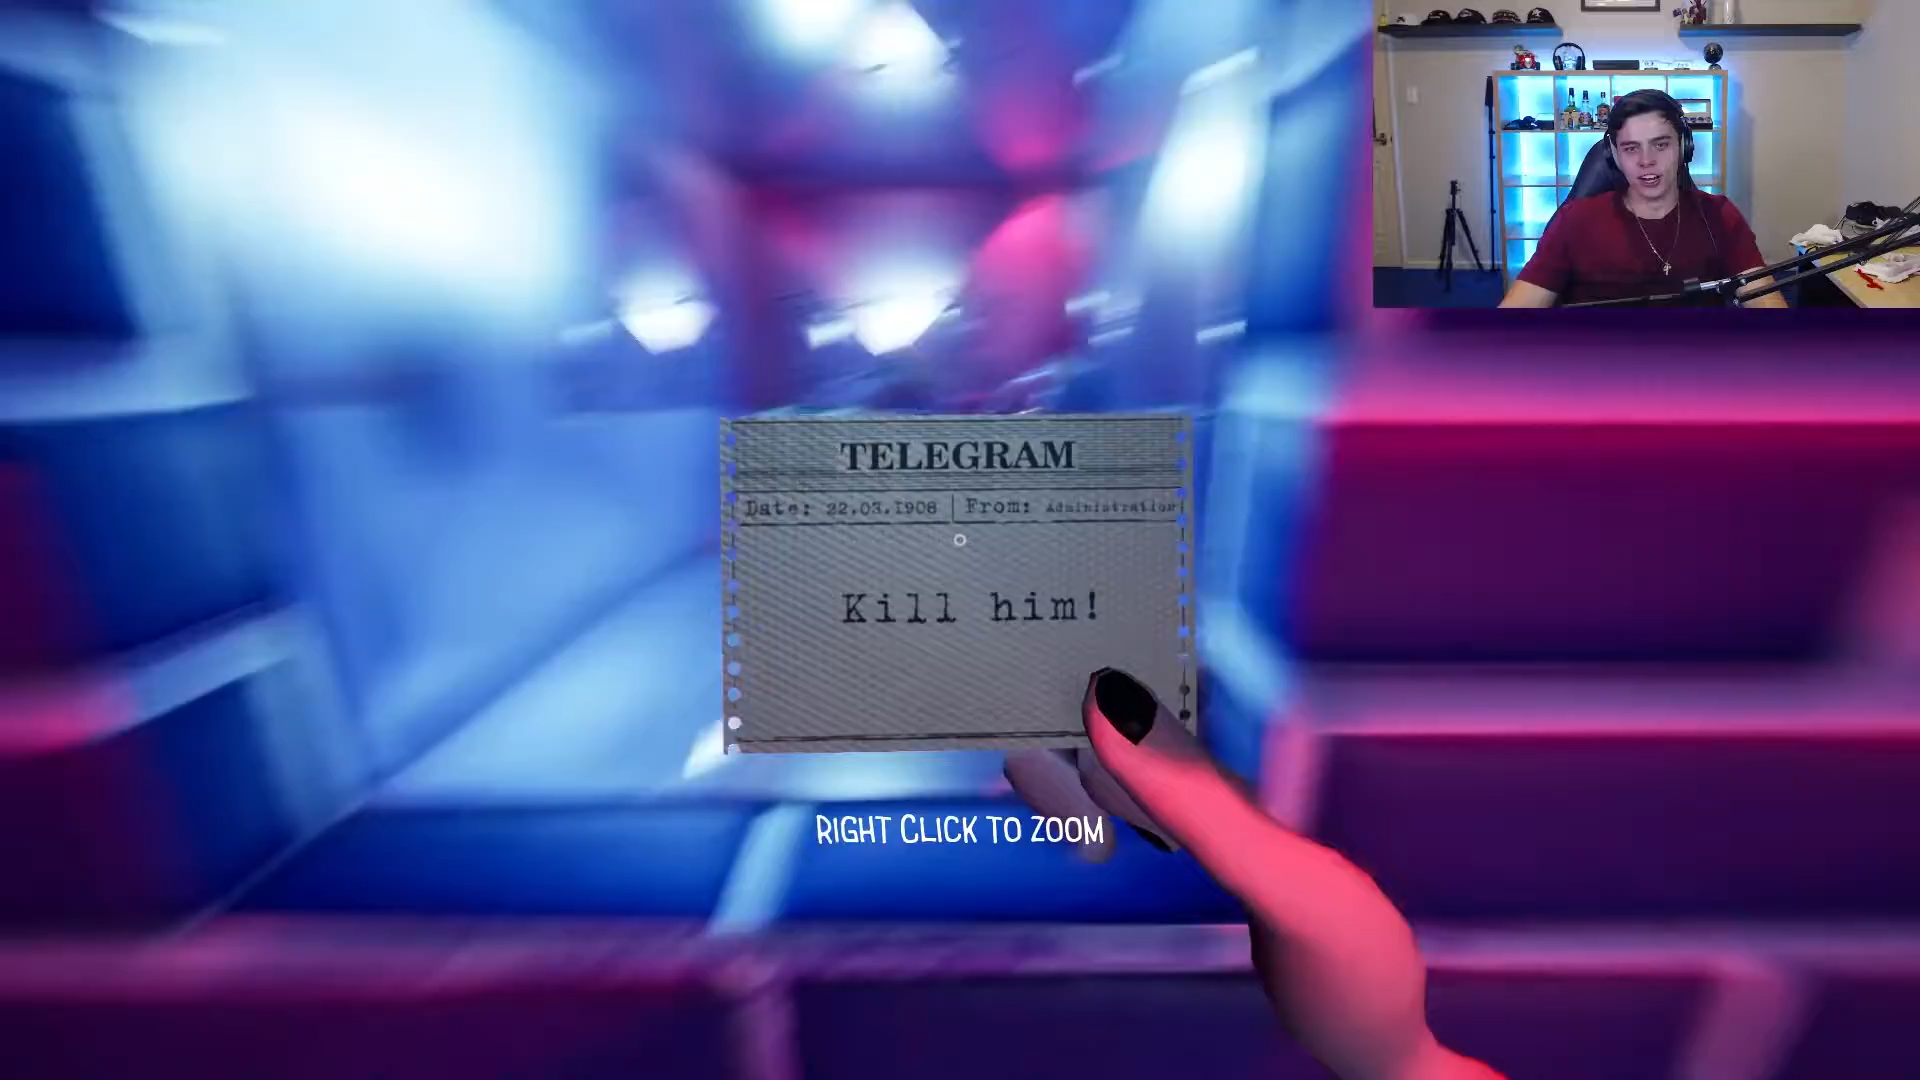 TELEGRAM
Date: 22.03.1908 From: Administration
Kill him!
RIGHT CLICK TO ZOOM